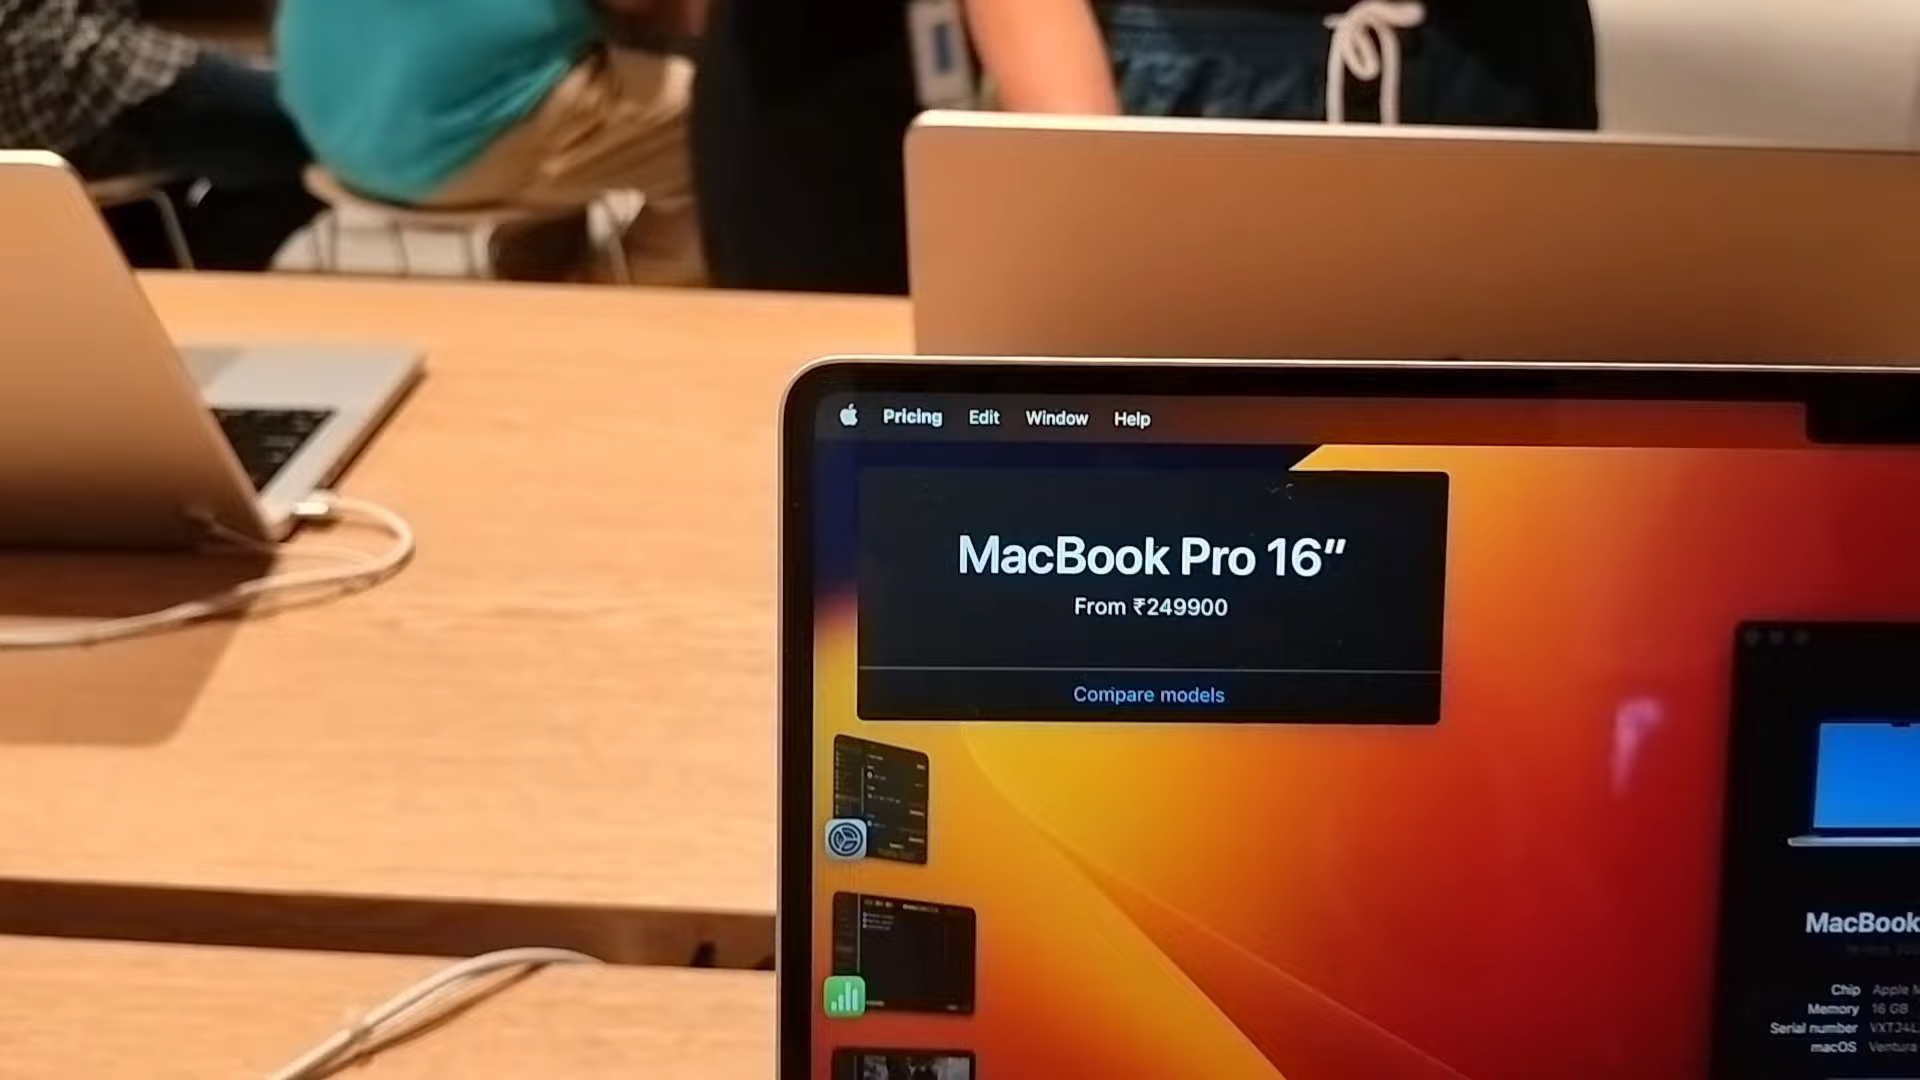 Pricing Edit Window Help
MacBook Pro 16”
From ₹249900
Compare models
MacBook
Chip Apple
Memory 16 GB
Serial number
macOS Ventura